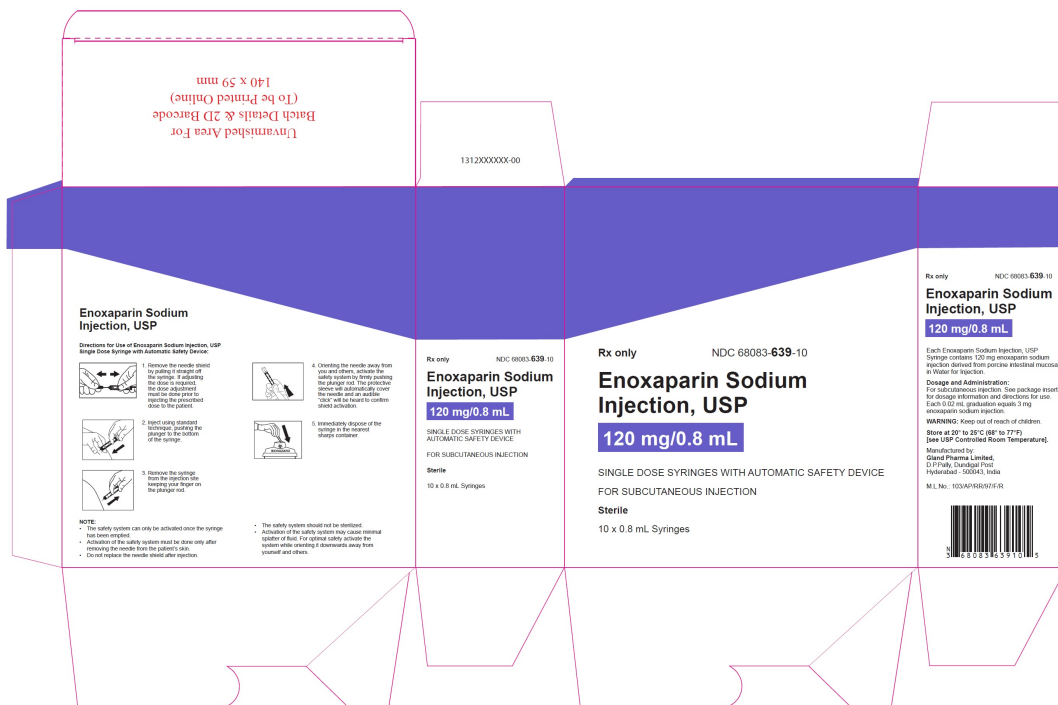 Unvarnished Area For
Batch Details & 2D Barcode
(To be Printed Online)
140 x 59 mm
1312XXXXXX-00
Enoxaparin Sodium
Injection, USP
Directions for Use of Enoxaparin Sodium Injection, USP
Single Dose Syringe with Automatic Safety Device:
1. Remove the needle shield
by pulling it straight off
the syringe. If adjusting
the dose is required,
the dose adjustment
must be done prior to
injecting the prescribed
dose to the patient.
2. Inject using standard
technique, pushing the
plunger to the bottom
of the syringe.
3. Remove the syringe
from the injection site
keeping your finger on
the plunger rod.
4. Orienting the needle away from
you and others, activate the
safety system by firmly pushing
the plunger rod. The protective
sleeve will automatically cover
the needle and an audible
"click" will be heard to confirm
shield activation.
5. Immediately dispose of the
syringe in the nearest
sharps container.
BIOHAZARD
NOTE:
• The safety system can only be activated once the syringe
has been emptied.
• Activation of the safety system must be done only after
removing the needle from the patient's skin.
• Do not replace the needle shield after injection.
• The safety system should not be sterilized.
• Activation of the safety system may cause minimal
splatter of fluid. For optimal safety activate the
system while orienting it downwards away from
yourself and others.
Rx only NDC 68083-639-10
Enoxaparin Sodium
Injection, USP
120 mg/0.8 mL
SINGLE DOSE SYRINGES WITH
AUTOMATIC SAFETY DEVICE
FOR SUBCUTANEOUS INJECTION
Sterile
10 x 0.8 mL Syringes
Rx only NDC 68083-639-10
Enoxaparin Sodium
Injection, USP
120 mg/0.8 mL
SINGLE DOSE SYRINGES WITH AUTOMATIC SAFETY DEVICE
FOR SUBCUTANEOUS INJECTION
Sterile
10 x 0.8 mL Syringes
Rx only NDC 68083-639-10
Enoxaparin Sodium
Injection, USP
120 mg/0.8 mL
Each Enoxaparin Sodium Injection, USP
Syringe contains 120 mg enoxaparin sodium
injection derived from porcine intestinal mucosa
in Water for Injection.
Dosage and Administration:
For subcutaneous injection. See package insert
for dosage information and directions for use.
Each 0.02 mL graduation equals 3 mg
enoxaparin sodium injection.
WARNING: Keep out of reach of children.
Store at 20° to 25°C (68° to 77°F)
[see USP Controlled Room Temperature].
Manufactured by:
Gland Pharma Limited,
D.P.Pally, Dundigal Post
Hyderabad - 500043, India
M.L.No.: 103/AP/RR/97/F/R
N
3 68083 63910 5